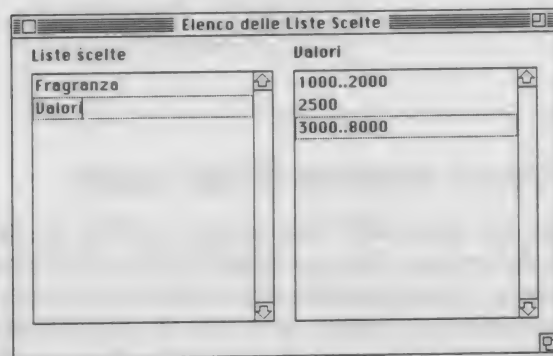 Elenco delle Liste Scelte
Liste scelte
Fragranza
Valori
Valori
1000..2000
2500
3000..8000